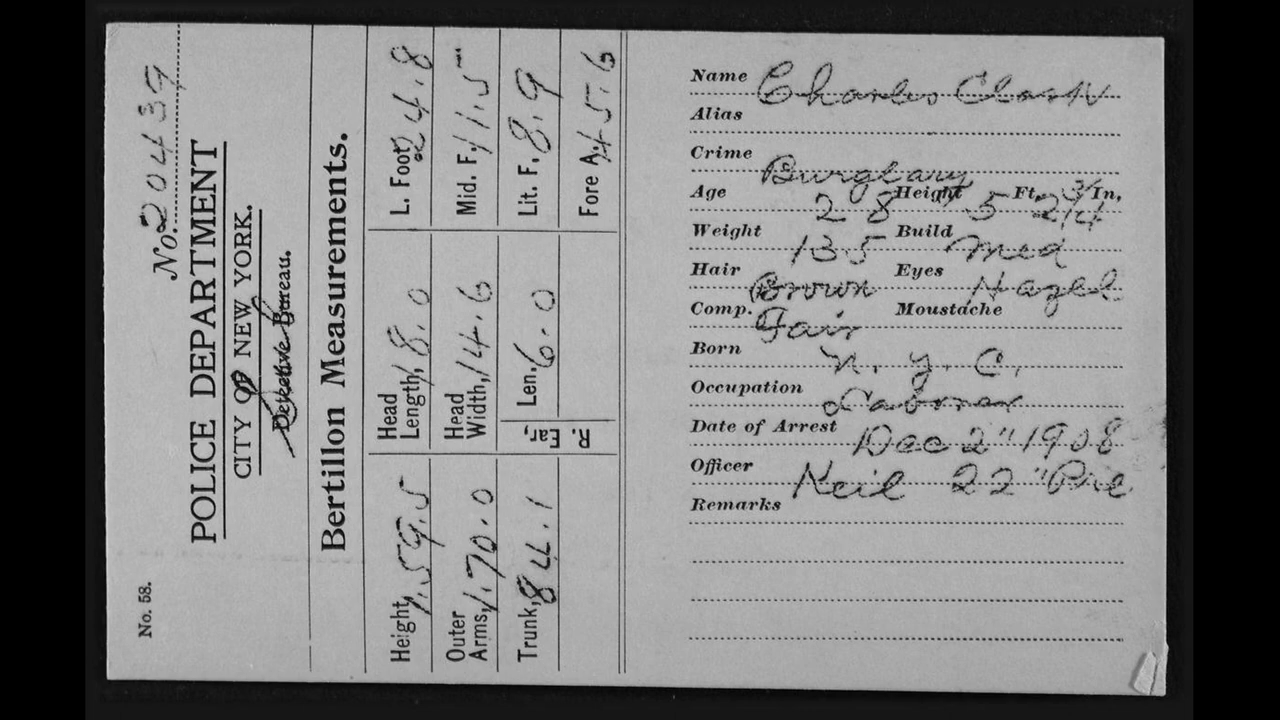 No. 20439
POLICE DEPARTMENT
CITY OF NEW YORK.
Detective Bureau.
No. 58.
Bertillon Measurements.
Height, 1.59.5
Head Length, 18.0
L. Foot, 24.8
Outer Arms, 1.70.0
Head Width, 14.6
Mid. F. 11.5
Trunk, 84.1
R. Ear, Len, 6.0
Lit. F. 8.9
Fore A. 45.6
Name Charles Clark
Alias
Crime Burglary
Age 28 Height 5 Ft. 2 3/4 In,
Weight 135 Build Med
Hair Brown Eyes Hazel
Comp. Fair Moustache
Born N. Y. C.
Occupation Laborer
Date of Arrest Dec 2" 1908
Officer Neil 22" Pre
Remarks